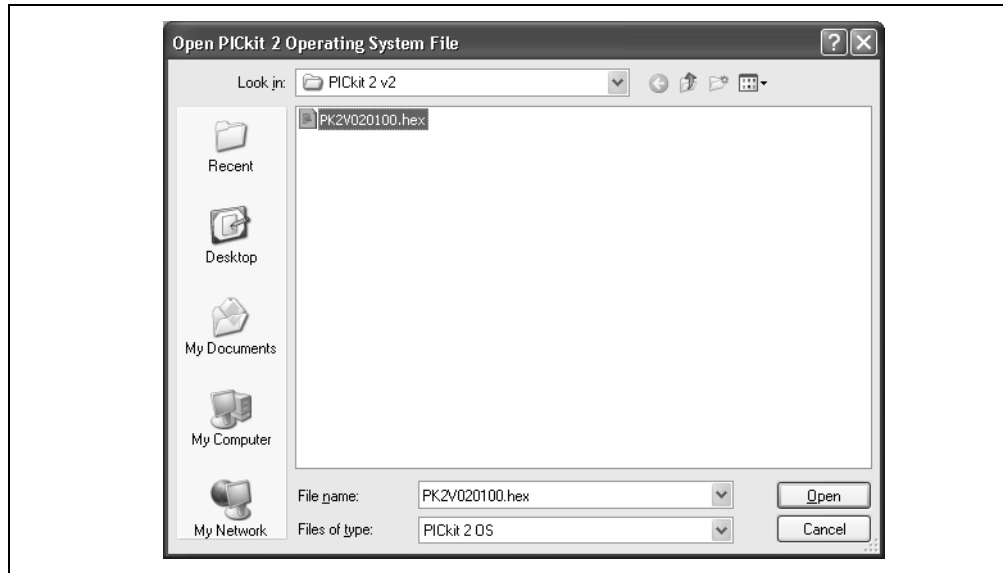 Open PICkit 2 Operating System File
Look in: PICkit 2 v2
PK2V020100.hex
Recent
Desktop
My Documents
My Computer
My Network
File name: PK2V020100.hex Open
Files of type: PICkit 2 OS Cancel